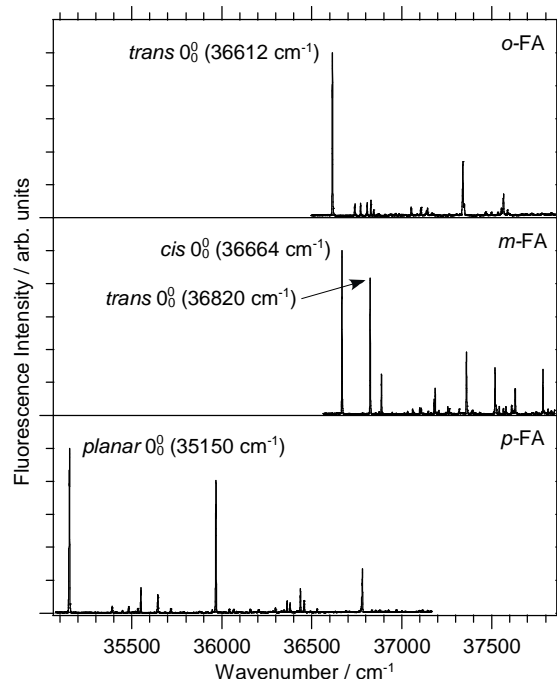 trans 0⁰₀ (36612 cm⁻¹)
o-FA
cis 0⁰₀ (36664 cm⁻¹)
m-FA
trans 0⁰₀ (36820 cm⁻¹)
planar 0⁰₀ (35150 cm⁻¹)
p-FA
Fluorescence Intensity / arb. units
35500 36000 36500 37000 37500
Wavenumber / cm⁻¹